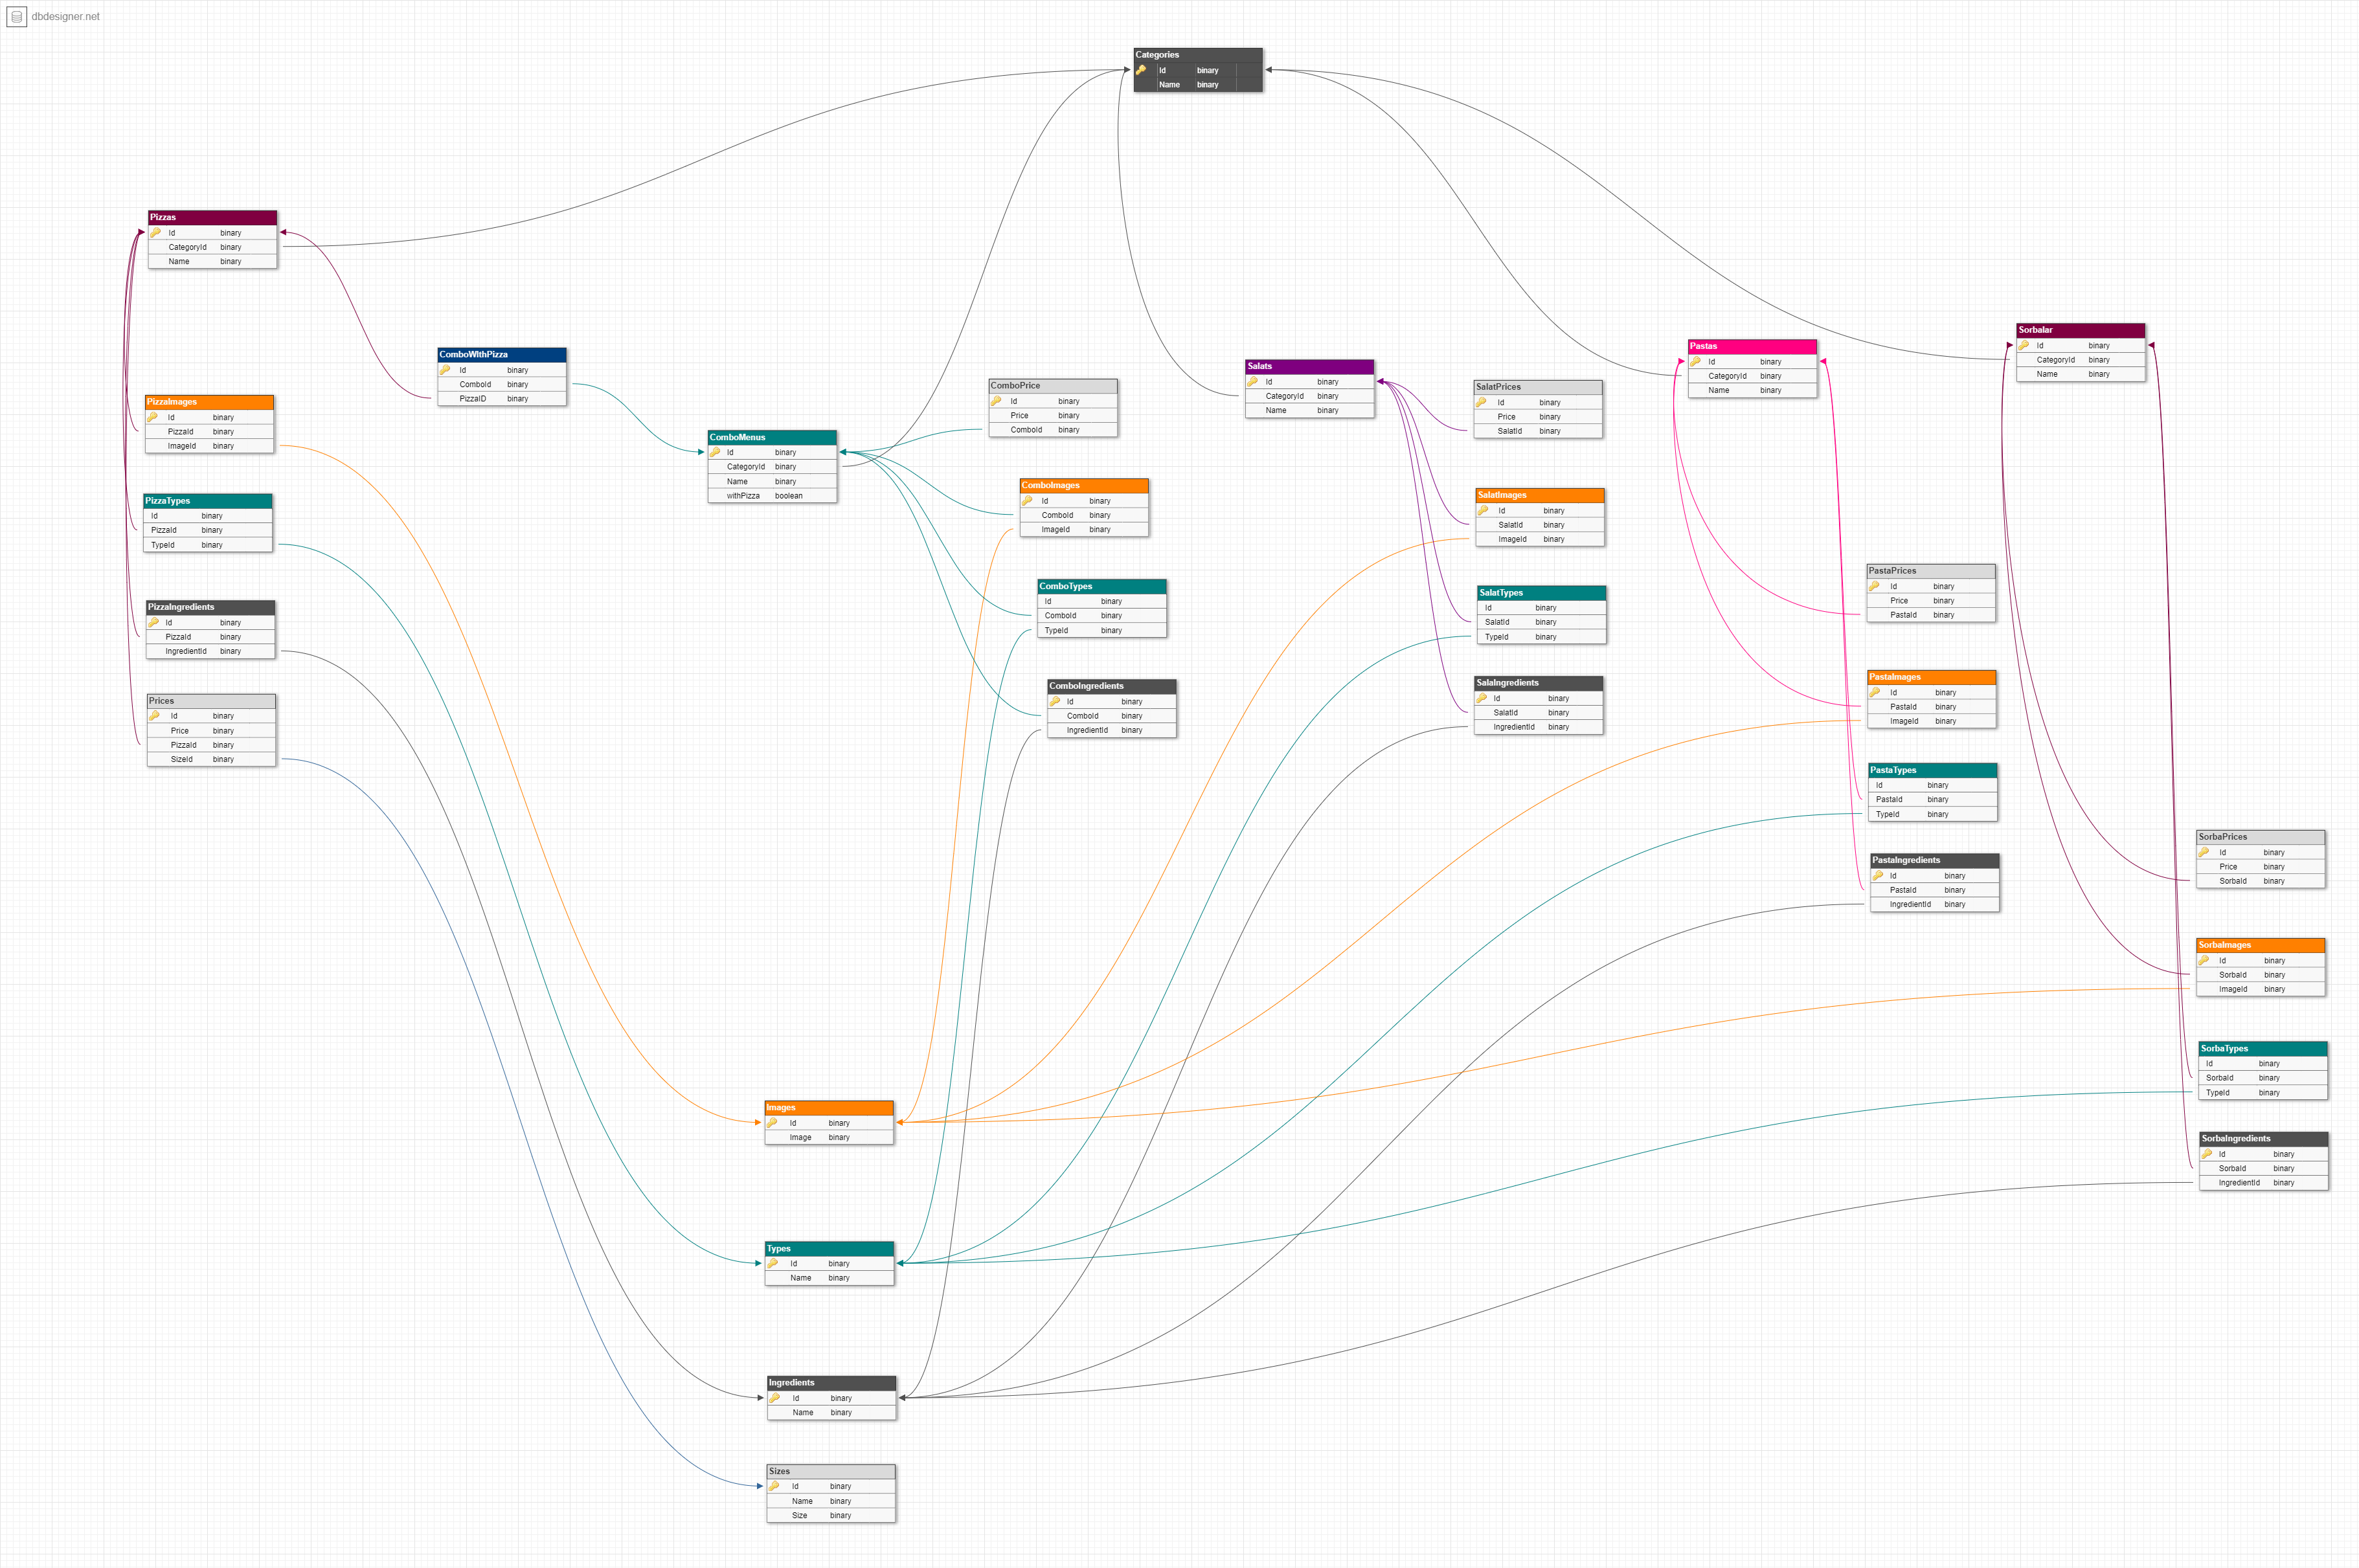 dbdesigner.net
Categories
Id binary
Name binary
Pizzas
Id binary
CategoryId binary
Name binary
ComboWIthPizza
Id binary
ComboId binary
PizzaID binary
PizzaImages
Id binary
PizzaId binary
ImageId binary
PizzaTypes
Id binary
PizzaId binary
TypeId binary
PizzaIngredients
Id binary
PizzaId binary
IngredientId binary
Prices
Id binary
Price binary
PizzaId binary
SizeId binary
ComboMenus
Id binary
CategoryId binary
Name binary
withPizza boolean
ComboPrice
Id binary
Price binary
ComboId binary
ComboImages
Id binary
ComboId binary
ImageId binary
ComboTypes
Id binary
ComboId binary
TypeId binary
ComboIngredients
Id binary
ComboId binary
IngredientId binary
Salats
Id binary
CategoryId binary
Name binary
SalatPrices
Id binary
Price binary
SalatId binary
SalatImages
Id binary
SalatId binary
ImageId binary
SalatTypes
Id binary
SalatId binary
TypeId binary
SalaIngredients
Id binary
SalatId binary
IngredientId binary
Pastas
Id binary
CategoryId binary
Name binary
PastaPrices
Id binary
Price binary
PastaId binary
PastaImages
Id binary
PastaId binary
ImageId binary
PastaTypes
Id binary
PastaId binary
TypeId binary
PastaIngredients
Id binary
PastaId binary
IngredientId binary
Sorbalar
Id binary
CategoryId binary
Name binary
SorbaPrices
Id binary
Price binary
SorbaId binary
SorbaImages
Id binary
SorbaId binary
ImageId binary
SorbaTypes
Id binary
SorbaId binary
TypeId binary
SorbaIngredients
Id binary
SorbaId binary
IngredientId binary
Images
Id binary
Image binary
Types
Id binary
Name binary
Ingredients
Id binary
Name binary
Sizes
Id binary
Name binary
Size binary